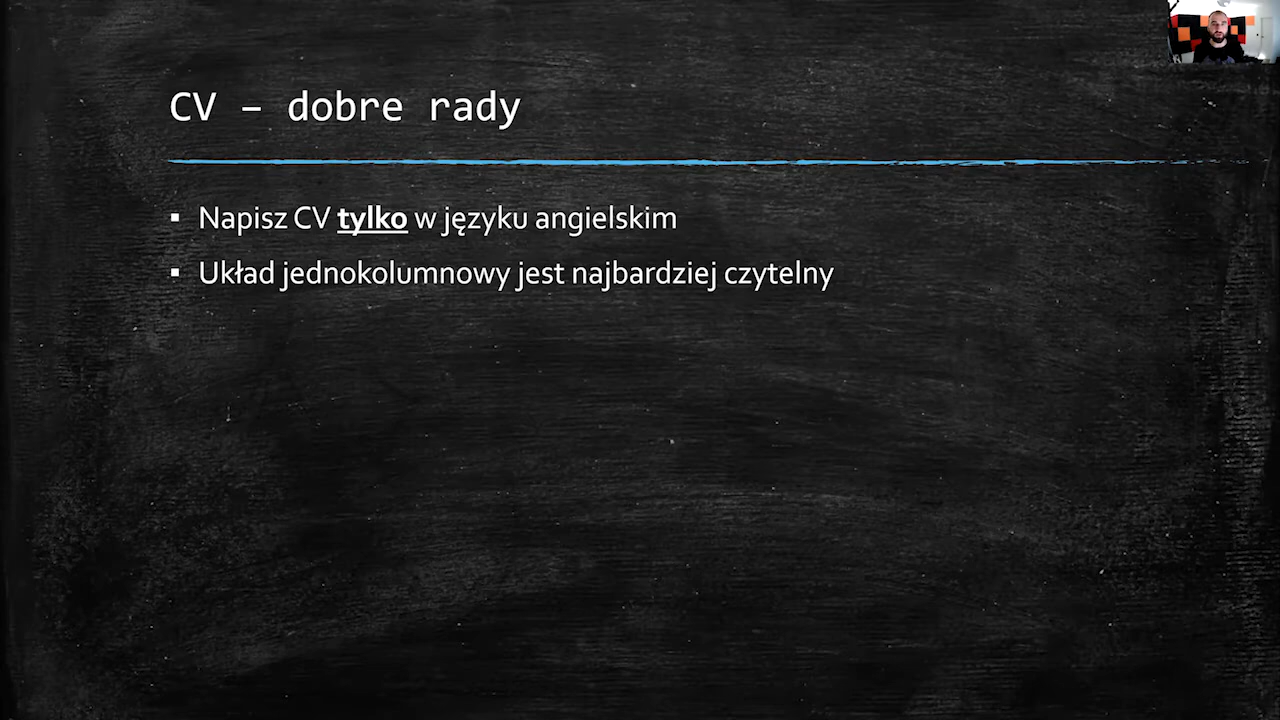 CV – dobre rady
▪ Napisz CV tylko w języku angielskim
▪ Układ jednokolumnowy jest najbardziej czytelny